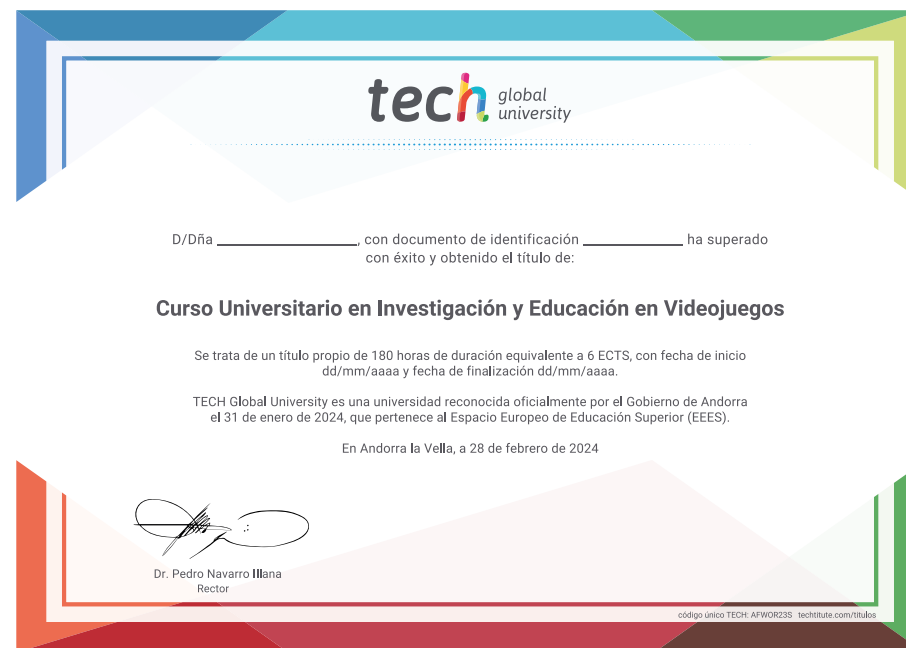 tech global university
D/Dña ____________________, con documento de identificación ______________ ha superado
con éxito y obtenido el título de:
Curso Universitario en Investigación y Educación en Videojuegos
Se trata de un título propio de 180 horas de duración equivalente a 6 ECTS, con fecha de inicio
dd/mm/aaaa y fecha de finalización dd/mm/aaaa.
TECH Global University es una universidad reconocida oficialmente por el Gobierno de Andorra
el 31 de enero de 2024, que pertenece al Espacio Europeo de Educación Superior (EEES).
En Andorra la Vella, a 28 de febrero de 2024
Dr. Pedro Navarro Illana
Rector
código único TECH: AFWOR23S techtitute.com/titulos